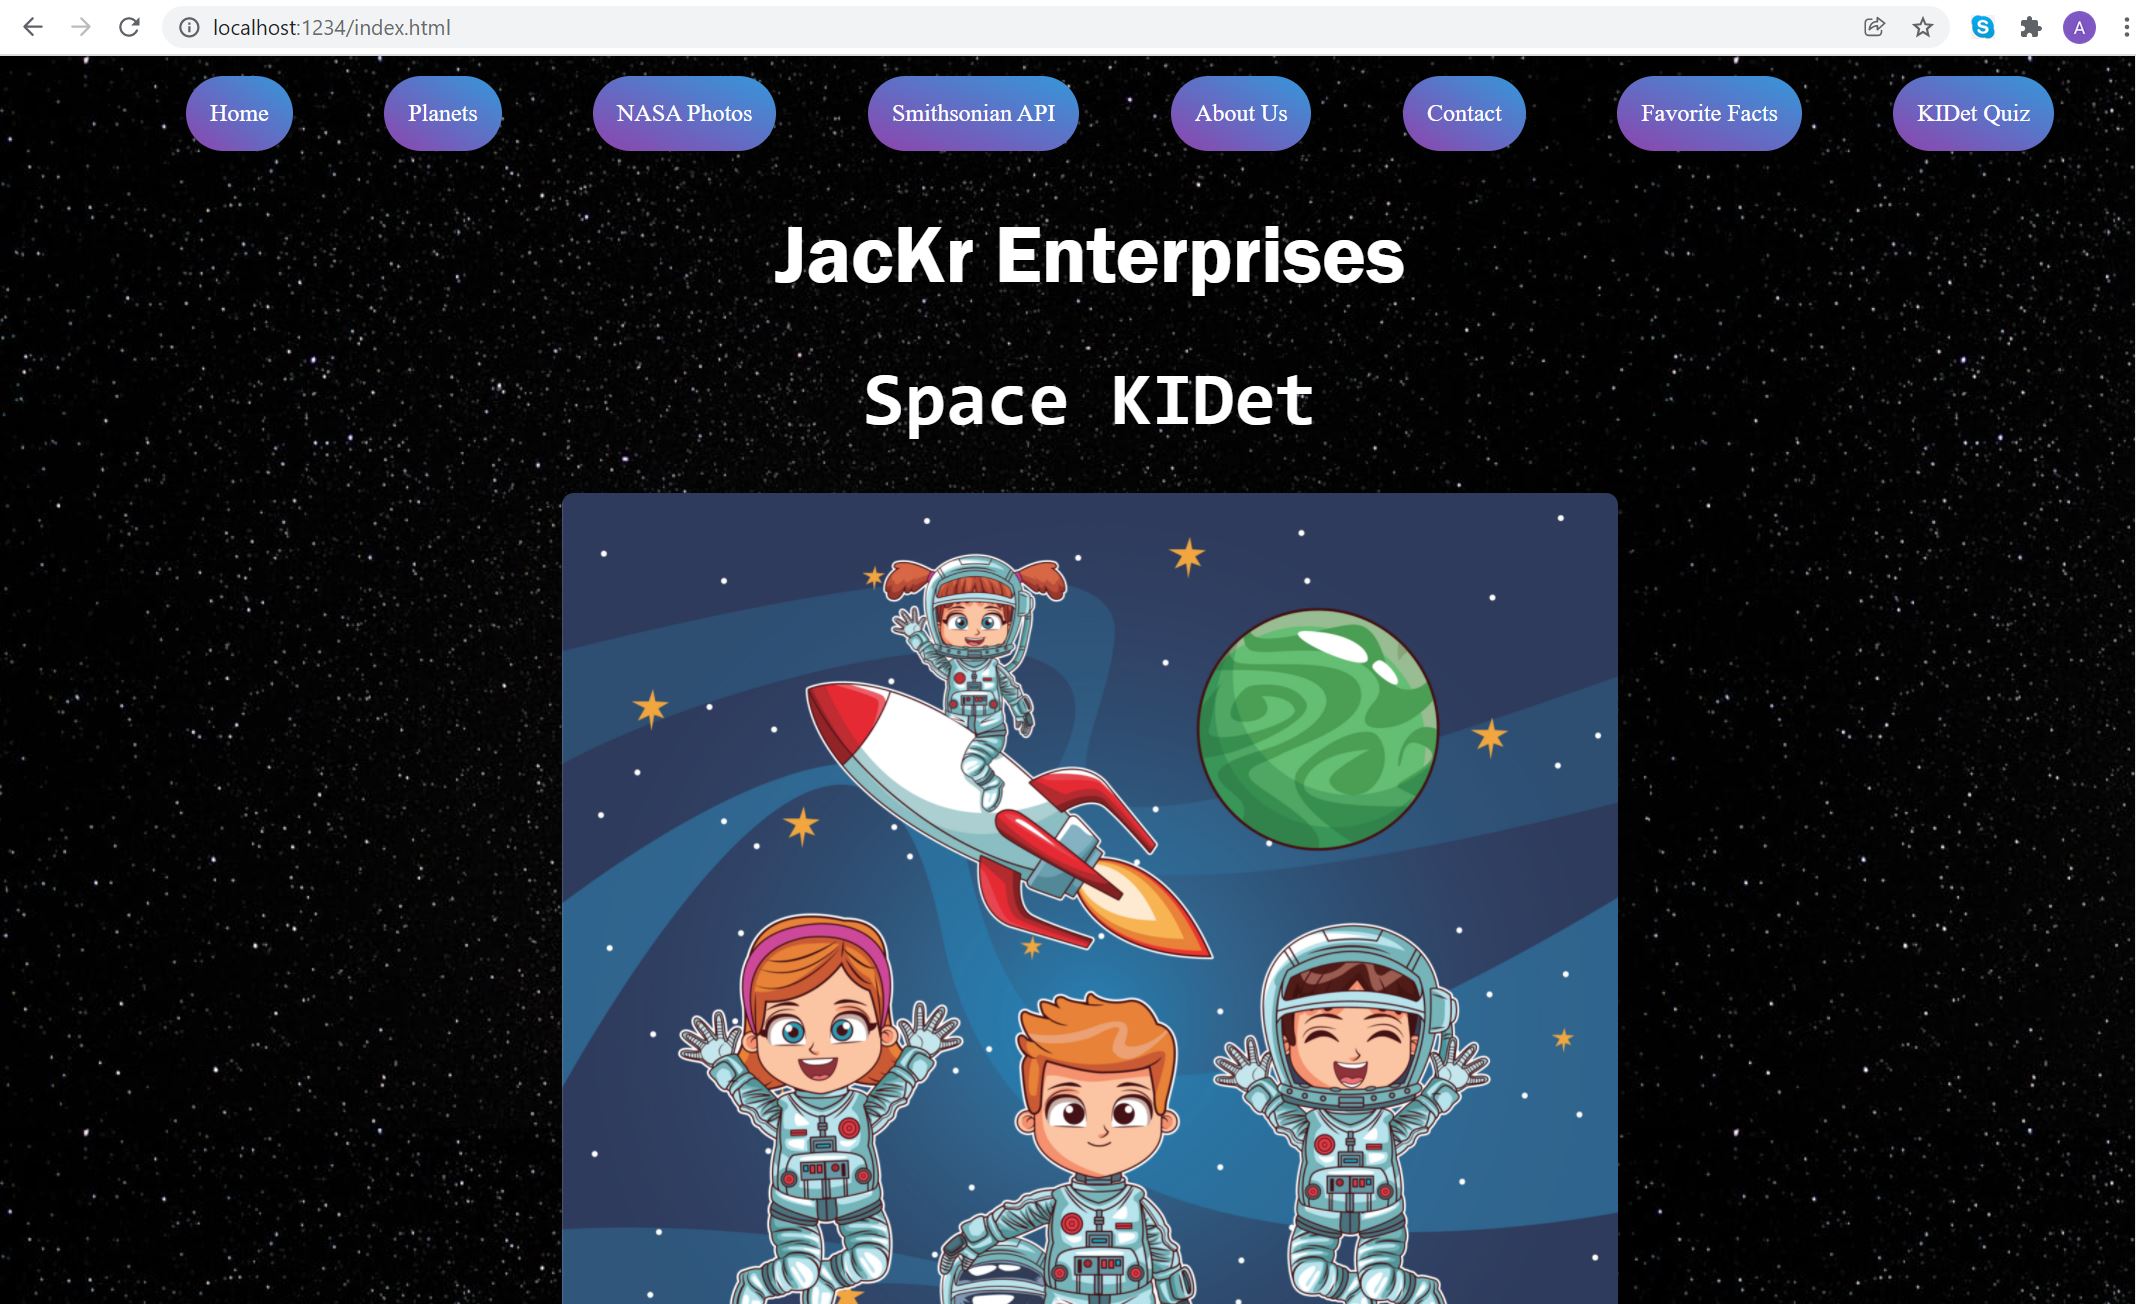 localhost:1234/index.html
S
A
Home Planets NASA Photos Smithsonian API About Us Contact Favorite Facts KIDet Quiz
JacKr Enterprises
Space KIDet